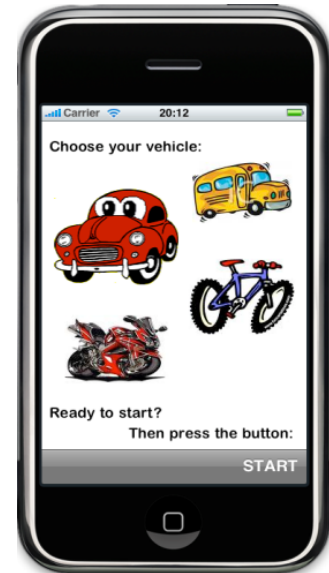 Carrier 20:12
Choose your vehicle:
Ready to start?
Then press the button:
START